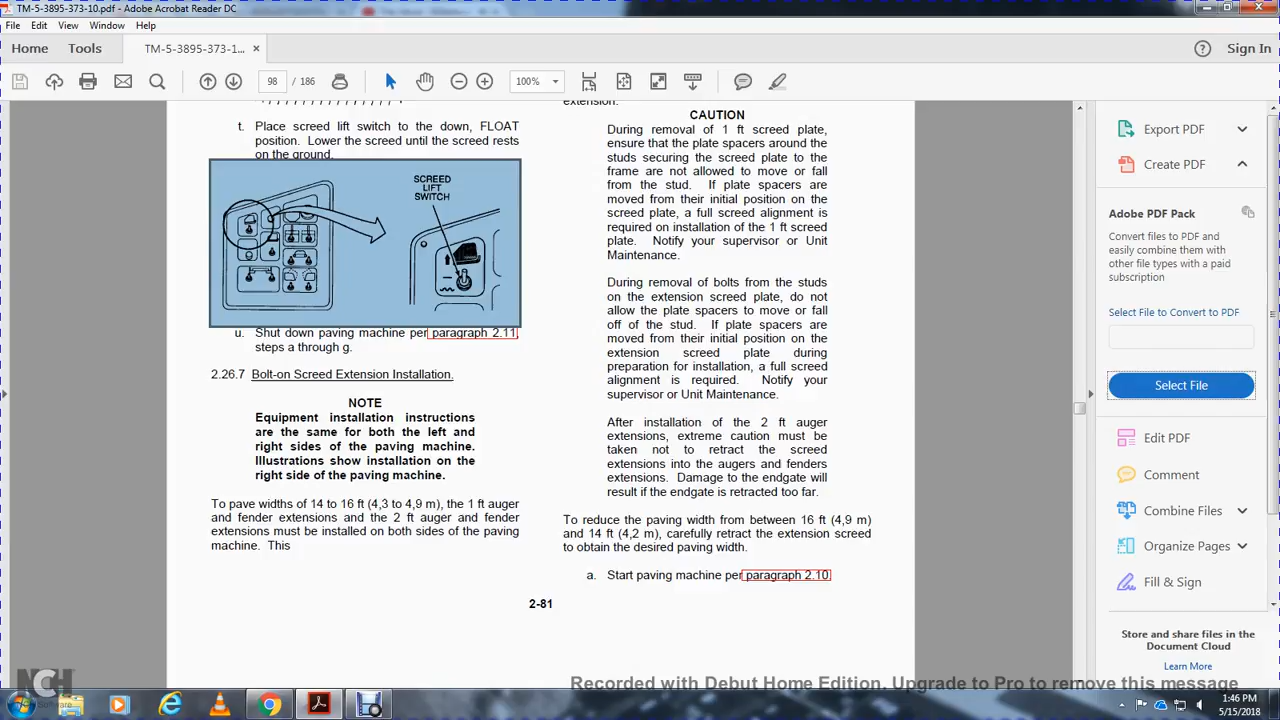 TM-5-3895-373-10.pdf - Adobe Acrobat Reader DC
File Edit View Window Help
Home Tools TM-5-3895-373-1... × Sign In
98 / 186 100%
t. Place screed lift switch to the down, FLOAT
position. Lower the screed until the screed rests
on the ground.
SCREED
LIFT
SWITCH
u. Shut down paving machine per paragraph 2.11,
steps a through g.
2.26.7 Bolt-on Screed Extension Installation.
NOTE
Equipment installation instructions
are the same for both the left and
right sides of the paving machine.
Illustrations show installation on the
right side of the paving machine.
To pave widths of 14 to 16 ft (4,3 to 4,9 m), the 1 ft auger
and fender extensions and the 2 ft auger and fender
extensions must be installed on both sides of the paving
machine. This
extension.
CAUTION
During removal of 1 ft screed plate,
ensure that the plate spacers around the
studs securing the screed plate to the
frame are not allowed to move or fall
from the stud. If plate spacers are
moved from their initial position on the
screed plate, a full screed alignment is
required on installation of the 1 ft screed
plate. Notify your supervisor or Unit
Maintenance.
During removal of bolts from the studs
on the extension screed plate, do not
allow the plate spacers to move or fall
off of the stud. If plate spacers are
moved from their initial position on the
extension screed plate during
preparation for installation, a full screed
alignment is required. Notify your
supervisor or Unit Maintenance.
After installation of the 2 ft auger
extensions, extreme caution must be
taken not to retract the screed
extensions into the augers and fenders
extensions. Damage to the endgate will
result if the endgate is retracted too far.
To reduce the paving width from between 16 ft (4,9 m)
and 14 ft (4,2 m), carefully retract the extension screed
to obtain the desired paving width.
a. Start paving machine per paragraph 2.10.
2-81
Export PDF
Create PDF
Adobe PDF Pack
Convert files to PDF and
easily combine them with
other file types with a paid
subscription
Select File to Convert to PDF
Select File
Edit PDF
Comment
Combine Files
Organize Pages
Fill & Sign
Store and share files in the
Document Cloud
Learn More
NCH
Software
Recorded with Debut Home Edition. Upgrade to Pro to remove this message
1:46 PM
5/15/2018